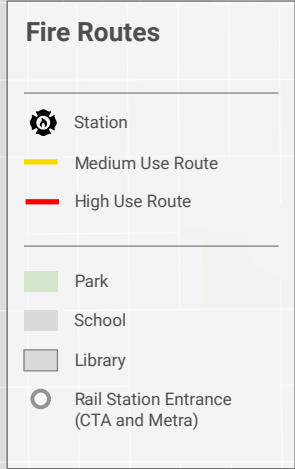 Fire Routes
Station
Medium Use Route
High Use Route
Park
School
Library
Rail Station Entrance
(CTA and Metra)